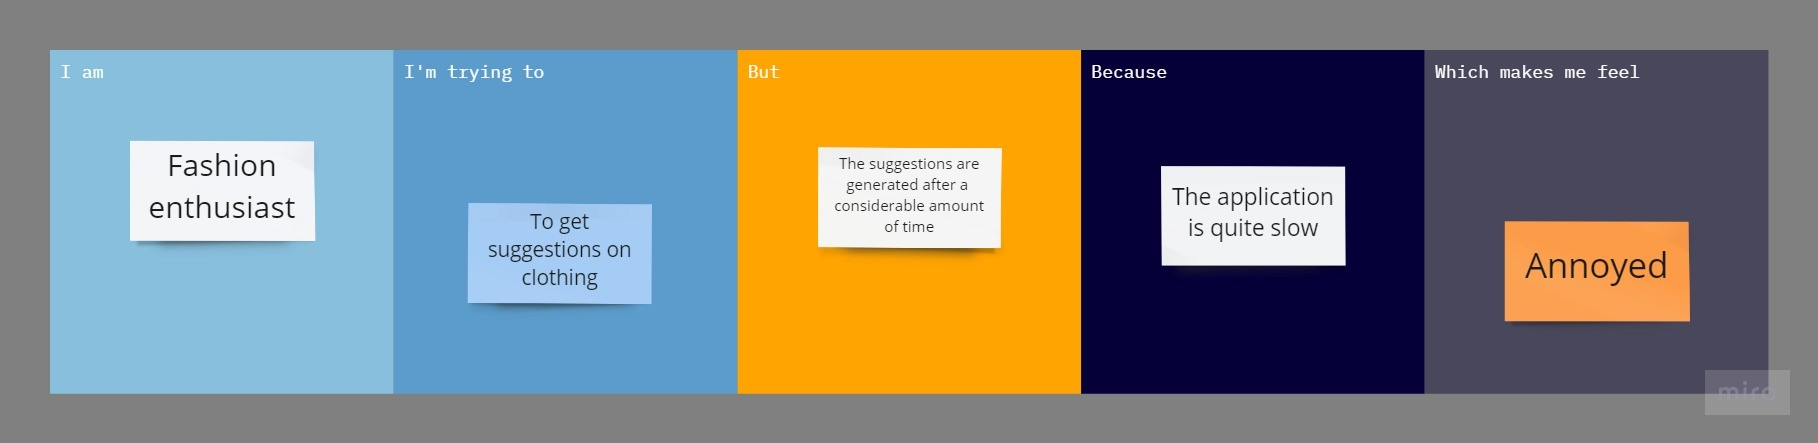 I am
Fashion
enthusiast
I'm trying to
To get
suggestions on
clothing
But
The suggestions are
generated after a
considerable amount
of time
Because
The application
is quite slow
Which makes me feel
Annoyed
miro